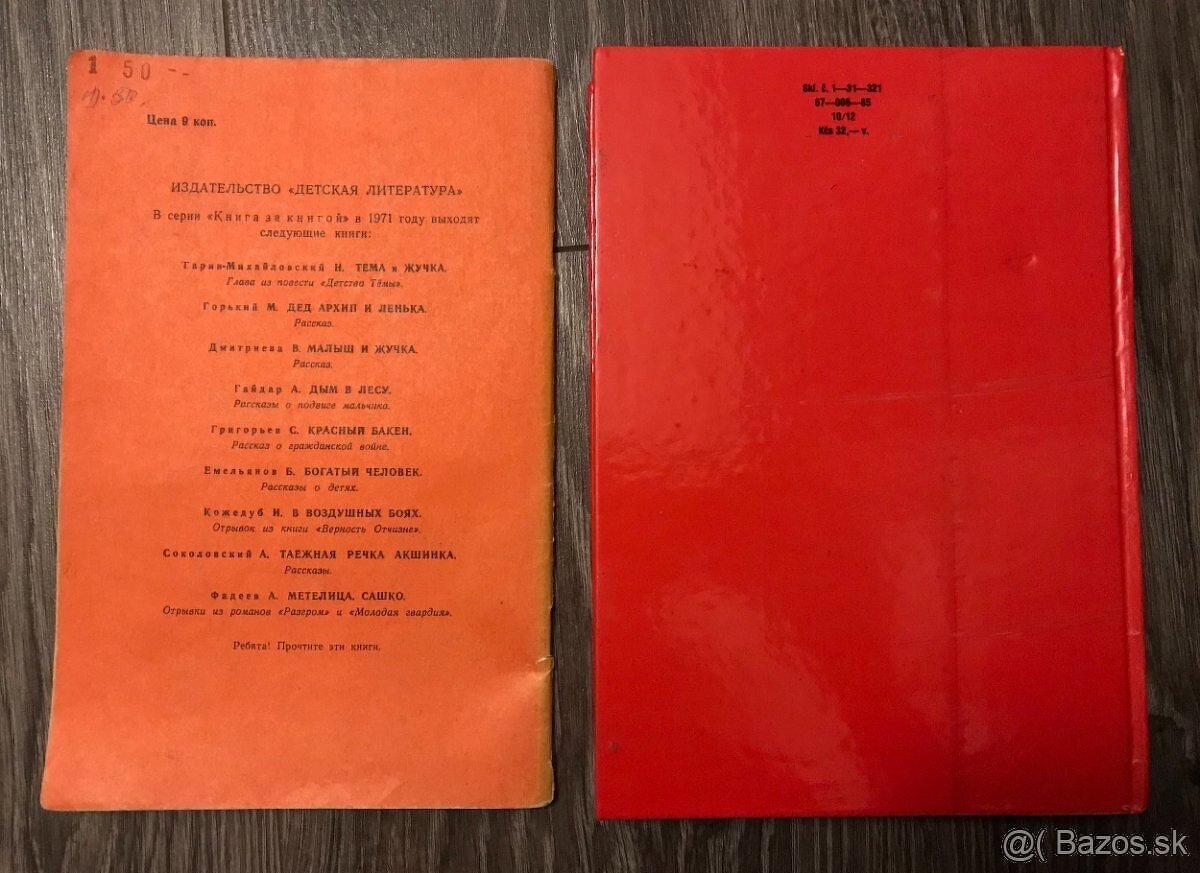 1 50--
Цена 9 коп.
ИЗДАТЕЛЬСТВО «ДЕТСКАЯ ЛИТЕРАТУРА»
В серии «Книга за книгой» в 1971 году выходят
следующие книги:
Гарин-Михайловский Н. ТЕМА и ЖУЧКА.
Глава из повести «Детство Тёмы».
Горький М. ДЕД АРХИП И ЛЕНЬКА.
Рассказ.
Дмитриева В. МАЛЫШ И ЖУЧКА.
Рассказ.
Гайдар А. ДЫМ В ЛЕСУ.
Рассказы о подвиге мальчика.
Григорьев С. КРАСНЫЙ БАКЕН.
Рассказ о гражданской войне.
Емельянов Б. БОГАТЫЙ ЧЕЛОВЕК.
Рассказы о детях.
Кожедуб И. В ВОЗДУШНЫХ БОЯХ.
Отрывок из книги «Верность Отчизне».
Соколовский А. ТАЕЖНАЯ РЕЧКА АКШИНКА.
Рассказы.
Фадеев А. МЕТЕЛИЦА. САШКО.
Отрывки из романов «Разгром» и «Молодая гвардия».
Ребята! Прочтите эти книги.
Skl. č. 1—31—321
67—006—85
10/12
Kčs 32,— v.
@( Bazos.sk